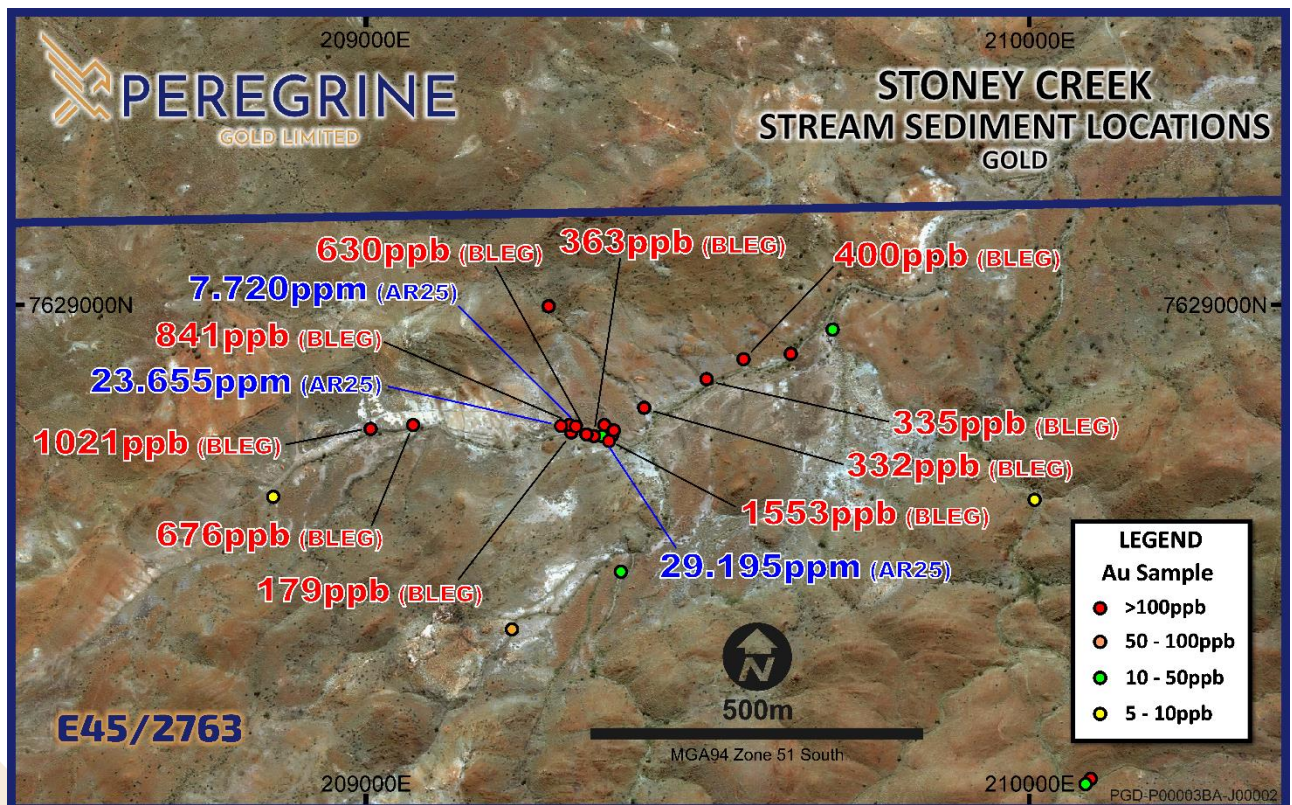 209000E
210000E
PEREGRINE
GOLD LIMITED
STONEY CREEK
STREAM SEDIMENT LOCATIONS
GOLD
630ppb (BLEG)
363ppb (BLEG)
400ppb (BLEG)
7.720ppm (AR25)
7629000N
7629000N
841ppb (BLEG)
23.655ppm (AR25)
1021ppb (BLEG)
335ppb (BLEG)
332ppb (BLEG)
1553ppb (BLEG)
676ppb (BLEG)
179ppb (BLEG)
29.195ppm (AR25)
LEGEND
Au Sample
>100ppb
50 - 100ppb
10 - 50ppb
5 - 10ppb
N
500m
MGA94 Zone 51 South
E45/2763
209000E
210000E
PGD-P00003BA-J00002